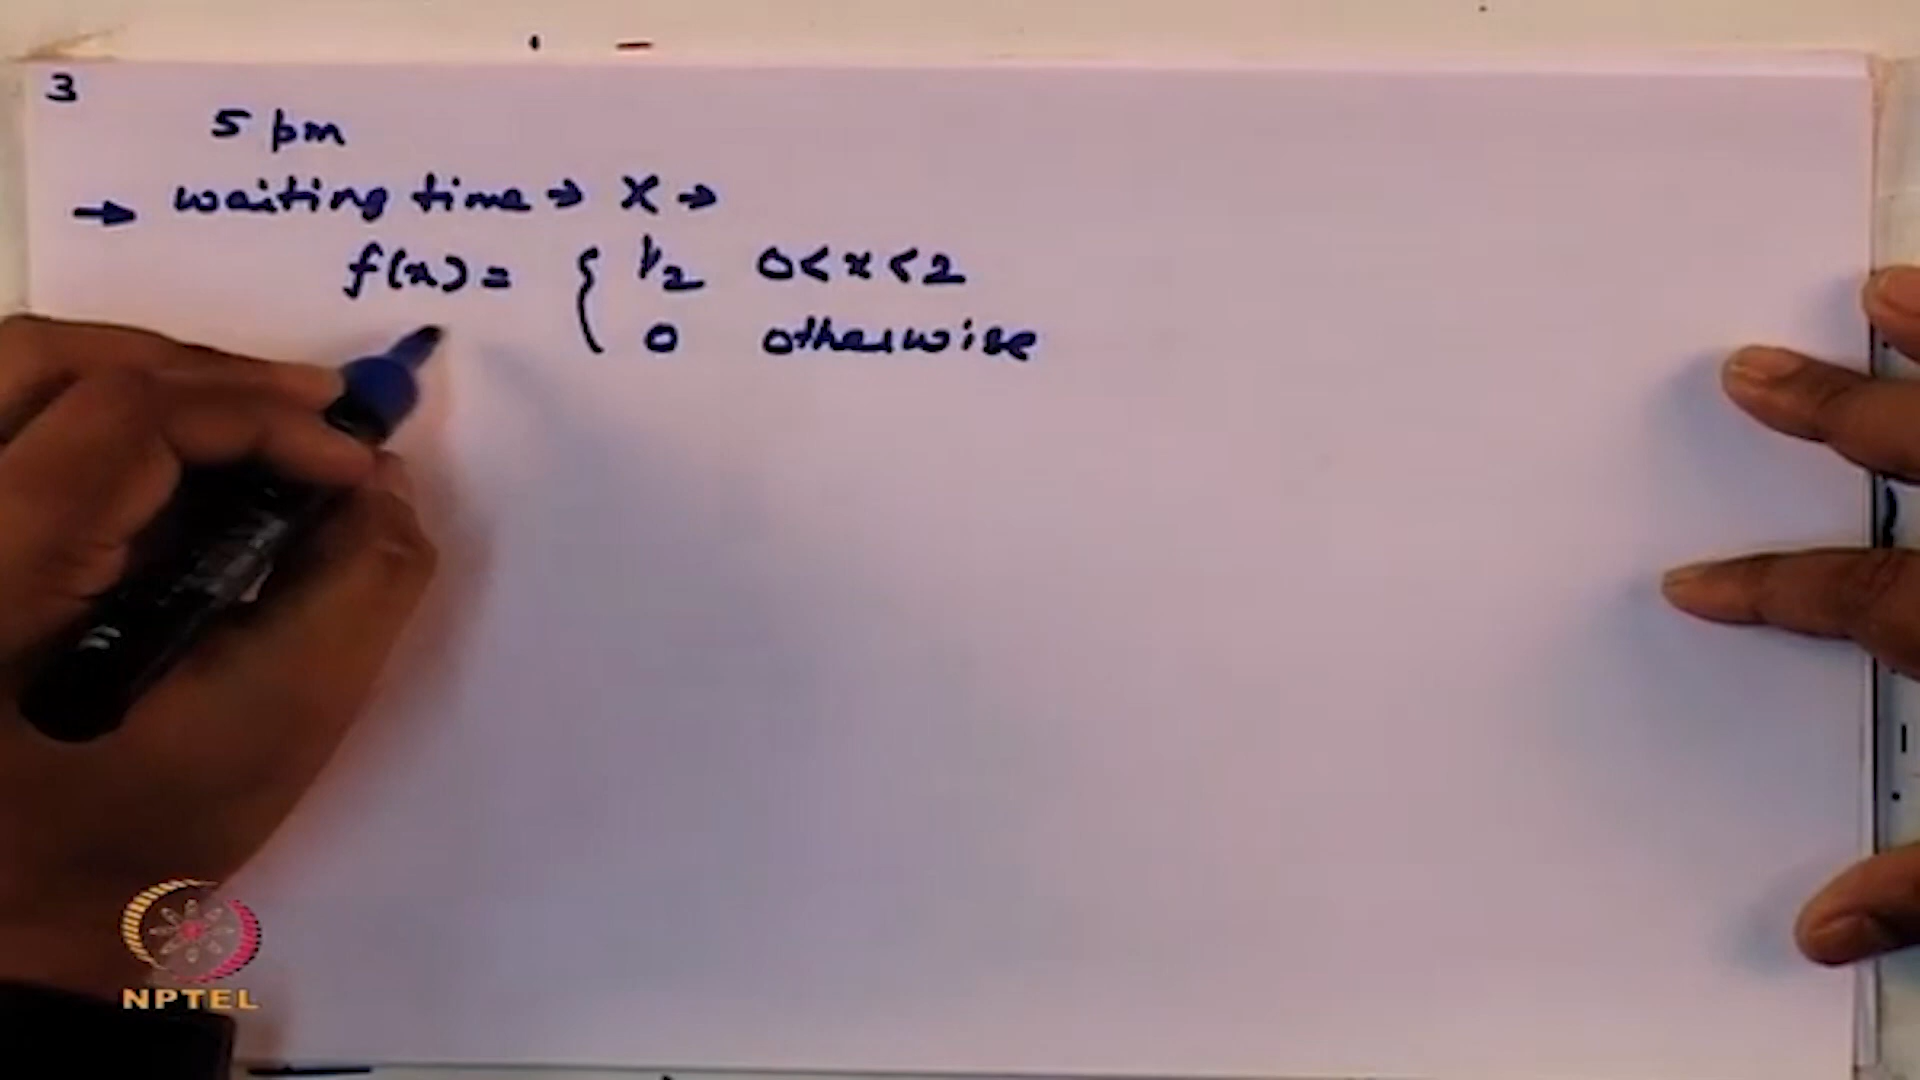 3
5 pm
→ waiting time → X →
f(x) = { 1/2 0<x<2
0 otherwise
NPTEL